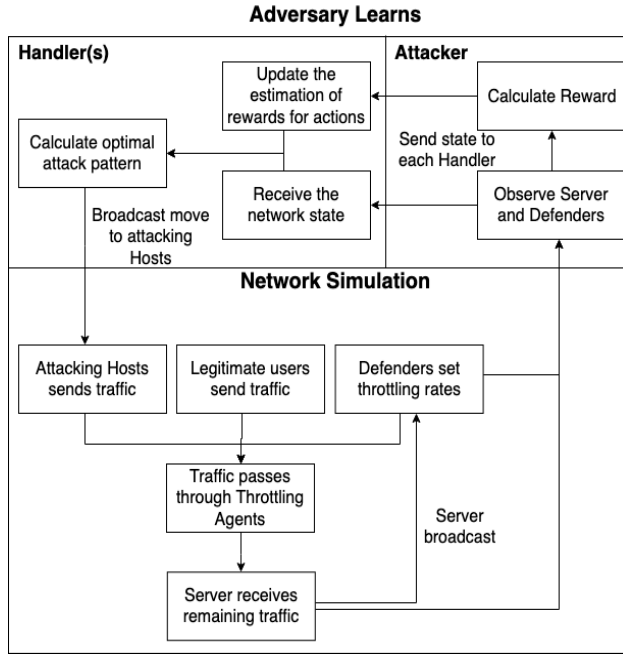 Adversary Learns
Handler(s)
Attacker
Update the
estimation of
rewards for actions
Calculate Reward
Calculate optimal
attack pattern
Send state to
each Handler
Receive the
network state
Observe Server
and Defenders
Broadcast move
to attacking
Hosts
Network Simulation
Attacking Hosts
sends traffic
Legitimate users
send traffic
Defenders set
throttling rates
Traffic passes
through Throttling
Agents
Server
broadcast
Server receives
remaining traffic